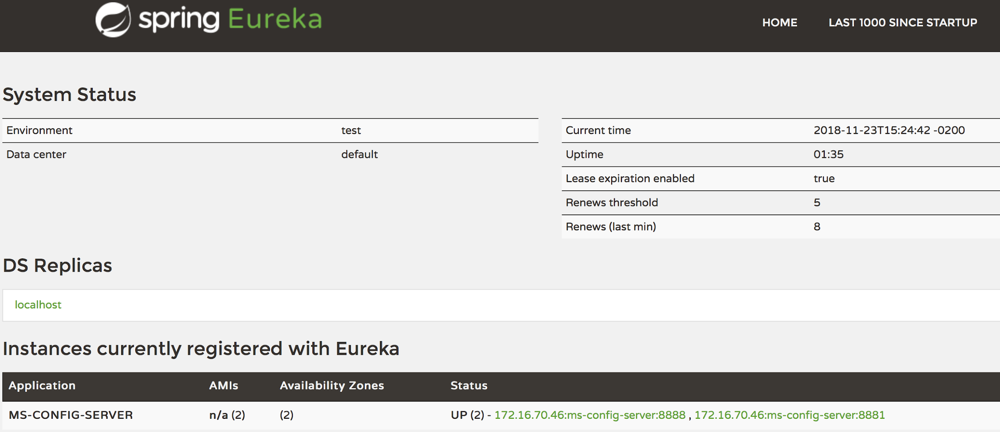 spring Eureka
HOME LAST 1000 SINCE STARTUP
System Status
Environment test
Data center default
Current time 2018-11-23T15:24:42 -0200
Uptime 01:35
Lease expiration enabled true
Renews threshold 5
Renews (last min) 8
DS Replicas
localhost
Instances currently registered with Eureka
Application AMIs Availability Zones Status
MS-CONFIG-SERVER n/a (2) (2) UP (2) - 172.16.70.46:ms-config-server:8888 , 172.16.70.46:ms-config-server:8881